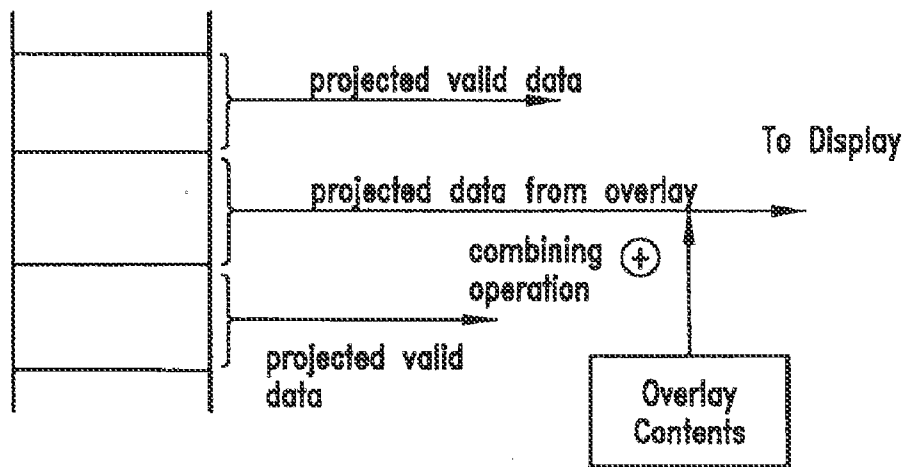 projected valid data
To Display
projected data from overlay
combining
operation
projected valid
data
Overlay
Contents